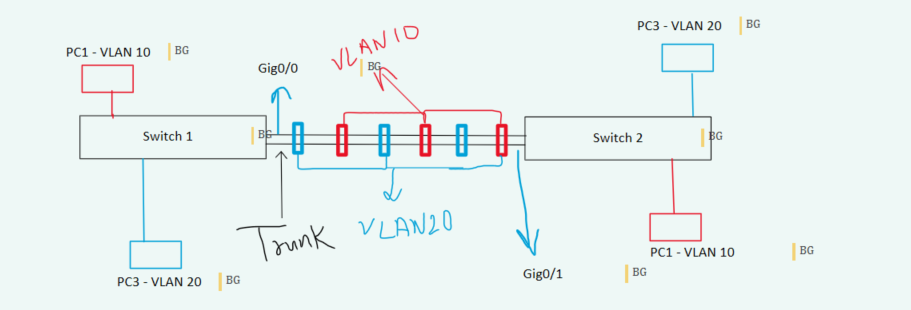 PC3 - VLAN 20
BG
PC1 - VLAN 10
BG
VLAN10
Gig0/0
BG
Switch 1
BG
Switch 2
BG
Trunk
VLAN20
PC1 - VLAN 10
BG
Gig0/1
BG
PC3 - VLAN 20
BG